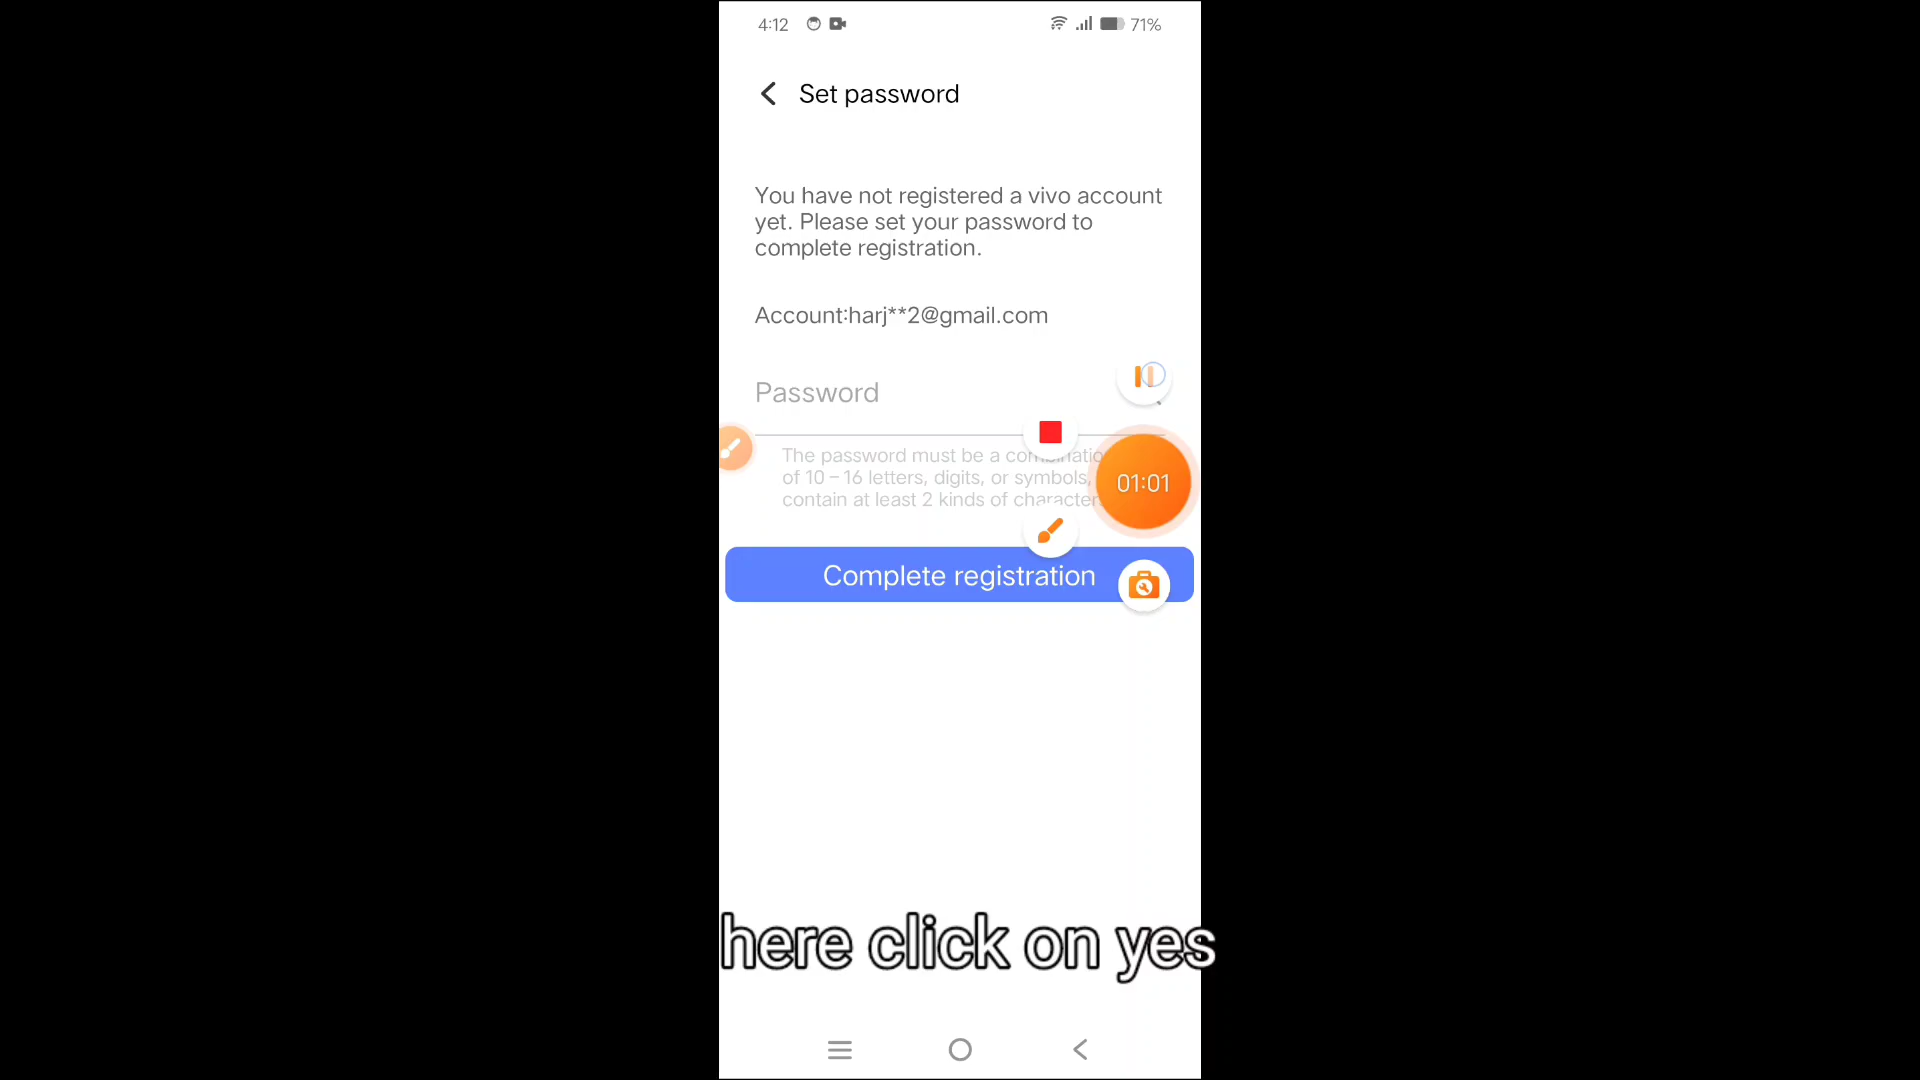 4:12
71%
Set password
You have not registered a vivo account
yet. Please set your password to
complete registration.
Account:harj**2@gmail.com
Password
The password must be a
of 10 – 16 letters, digits, or symbols,
contain at least 2 kinds of
01:01
Complete registration
here click on yes